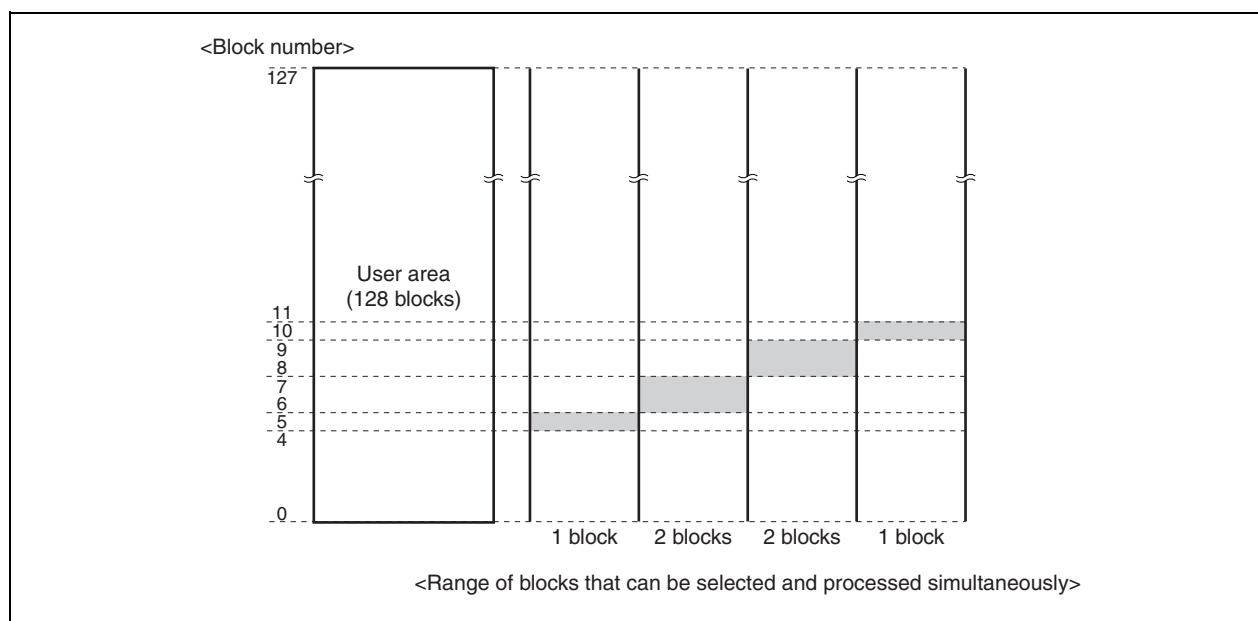 <Block number>
127
User area
(128 blocks)
11
10
9
8
7
6
5
4
0
1 block 2 blocks 2 blocks 1 block
<Range of blocks that can be selected and processed simultaneously>